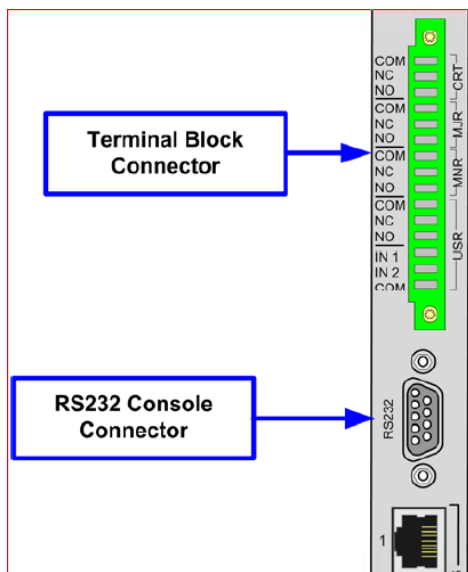 Terminal Block
Connector
COM
NC
NO
COM
NC
NO
COM
NC
NO
COM
NC
NO
IN 1
IN 2
COM
CRT
MJR
MNR
USR
RS232 Console
Connector
RS232
1